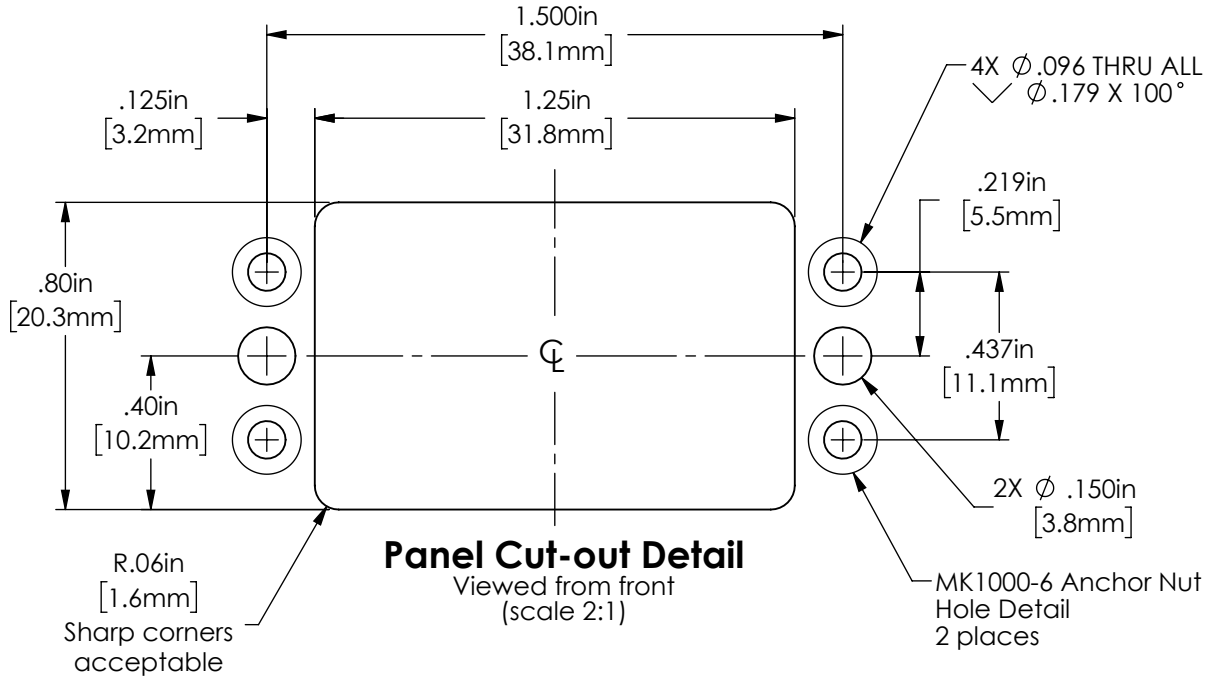 1.500in
[38.1mm]
4X Ø.096 THRU ALL
⌵ Ø.179 X 100°
.125in
[3.2mm]
1.25in
[31.8mm]
.219in
[5.5mm]
.80in
[20.3mm]
℄
.437in
[11.1mm]
.40in
[10.2mm]
2X Ø .150in
[3.8mm]
Panel Cut-out Detail
Viewed from front
(scale 2:1)
R.06in
[1.6mm]
Sharp corners
acceptable
MK1000-6 Anchor Nut
Hole Detail
2 places